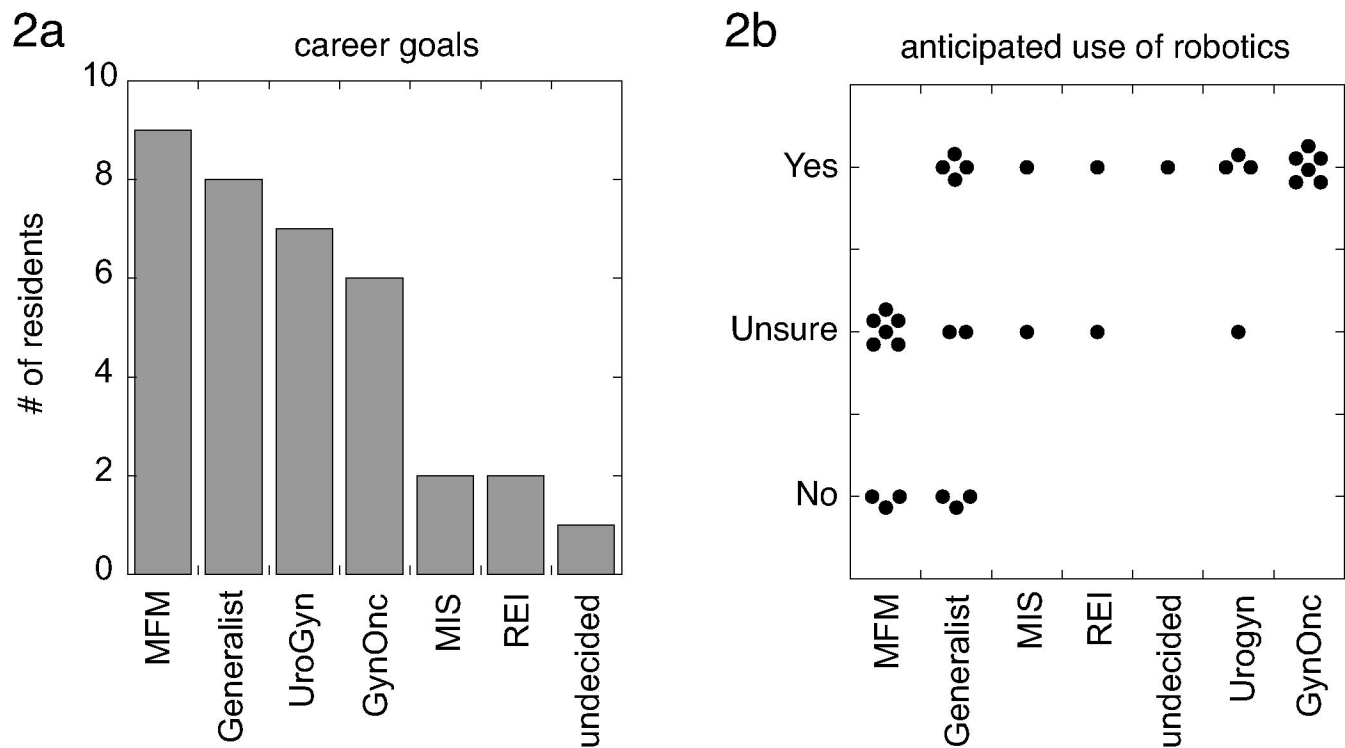 2a
career goals
10
8
6
4
2
0
# of residents
MFM
Generalist
UroGyn
GynOnc
MIS
REI
undecided
2b
anticipated use of robotics
Yes
Unsure
No
MFM
Generalist
MIS
REI
undecided
Urogyn
GynOnc